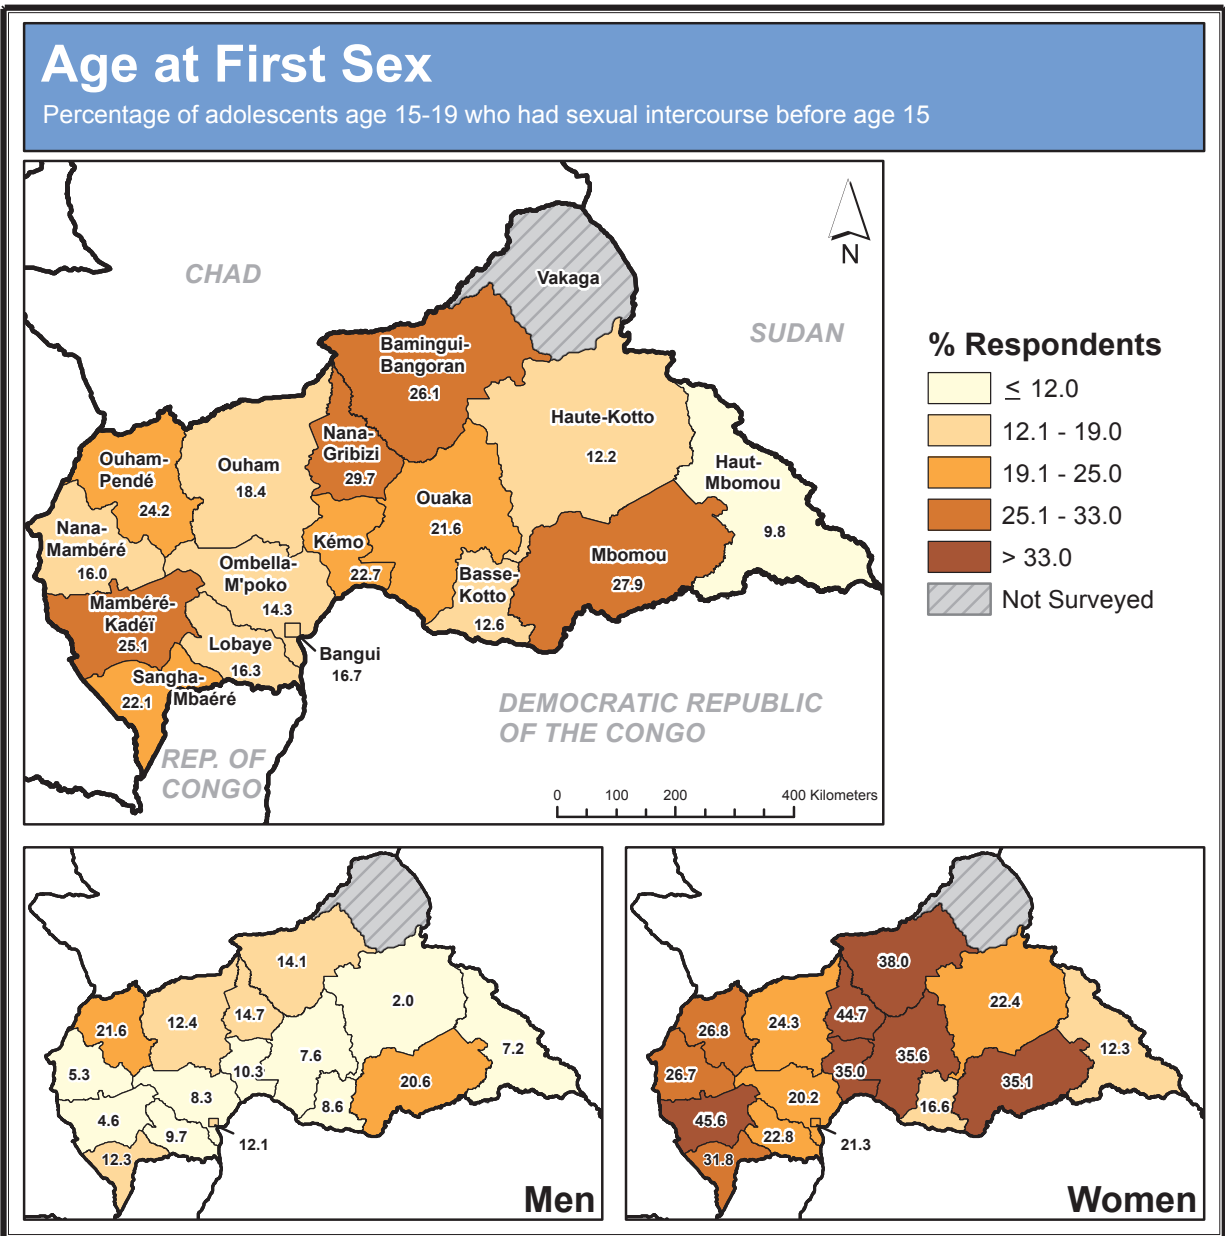 Age at First Sex
Percentage of adolescents age 15-19 who had sexual intercourse before age 15
CHAD
SUDAN
N
Vakaga
Bamingui-
Bangoran
26.1
Haute-Kotto
12.2
Haut-
Mbomou
9.8
Nana-
Gribizi
29.7
Ouham-
Pendé
24.2
Ouham
18.4
Ouaka
21.6
Nana-
Mambéré
16.0
Kémo
22.7
Ombella-
M'poko
14.3
Basse-
Kotto
12.6
Mbomou
27.9
Mambéré-
Kadéï
25.1
Lobaye
16.3
Bangui
16.7
Sangha-
Mbaéré
22.1
DEMOCRATIC REPUBLIC
OF THE CONGO
REP. OF
CONGO
0 100 200 400 Kilometers
% Respondents
≤ 12.0
12.1 - 19.0
19.1 - 25.0
25.1 - 33.0
> 33.0
Not Surveyed
14.1
2.0
21.6
12.4
14.7
7.6
7.2
5.3
10.3
20.6
8.3
8.6
4.6
9.7
12.1
12.3
Men
38.0
22.4
26.8
24.3
44.7
35.6
12.3
26.7
35.0
35.1
20.2
16.6
45.6
22.8
21.3
31.8
Women